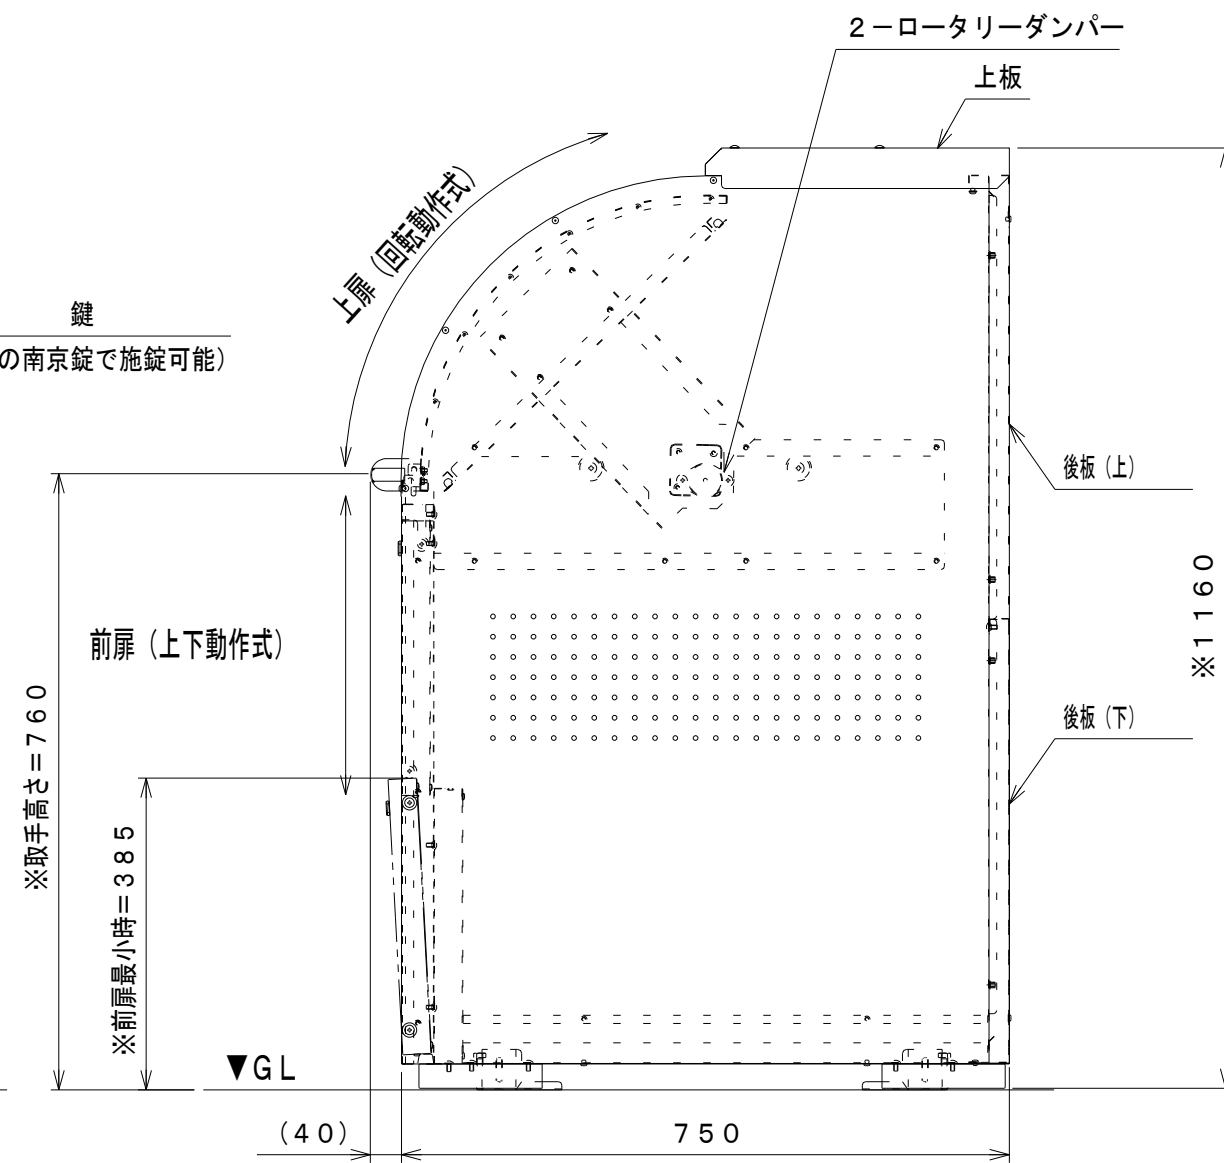 ２－ロータリーダンパー
上板
上扉（回転動作式）
鍵
の南京錠で施錠可能）
後板（上）
※１１６０
前扉（上下動作式）
※取手高さ＝７６０
後板（下）
※前扉最小時＝３８５
▼ＧＬ
（４０）
７５０